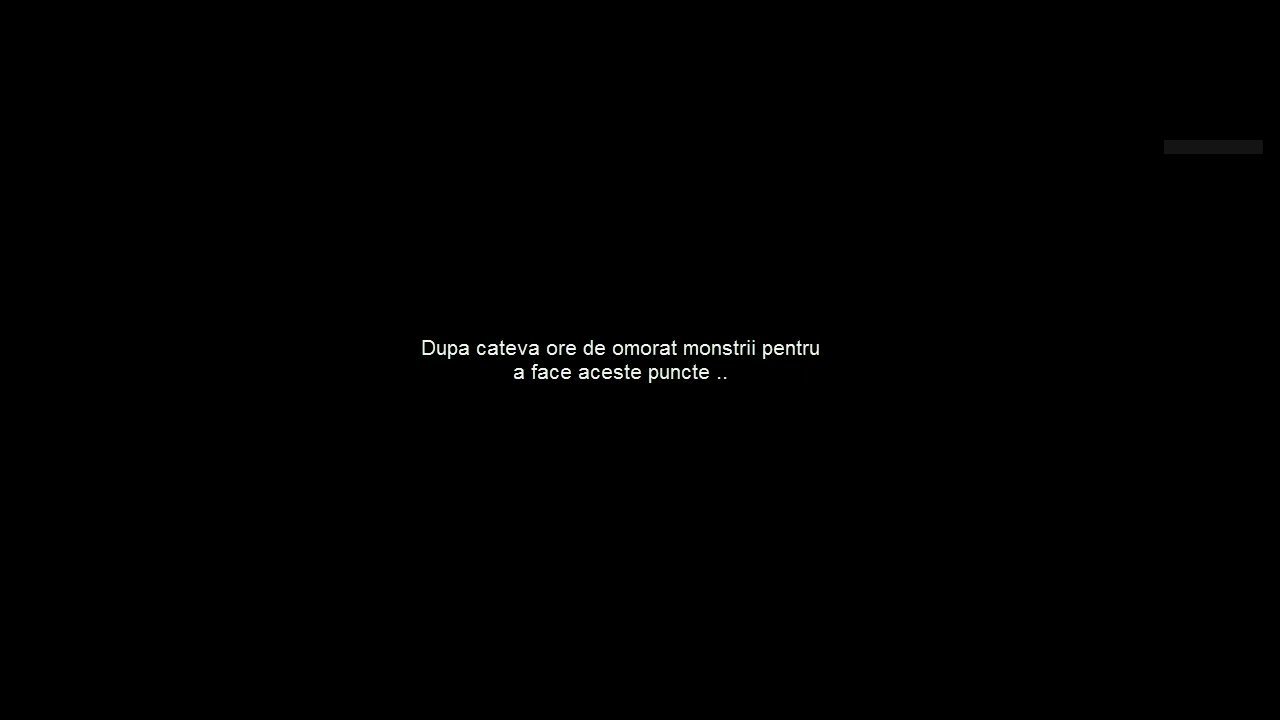 Dupa cateva ore de omorat monstrii pentru
a face aceste puncte ..